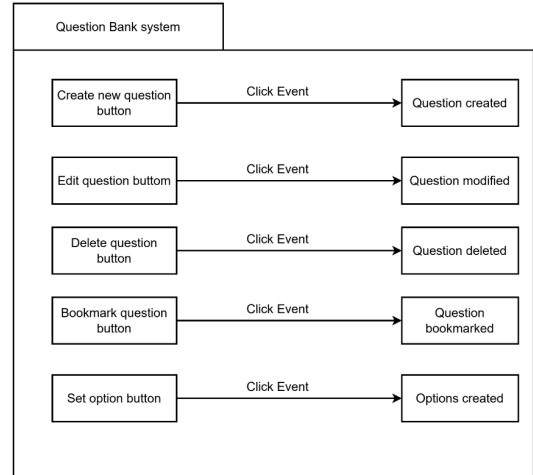 Question Bank system
Create new question
button
Click Event
Question created
Edit question buttom
Click Event
Question modified
Delete question
button
Click Event
Question deleted
Bookmark question
button
Click Event
Question
bookmarked
Set option button
Click Event
Options created